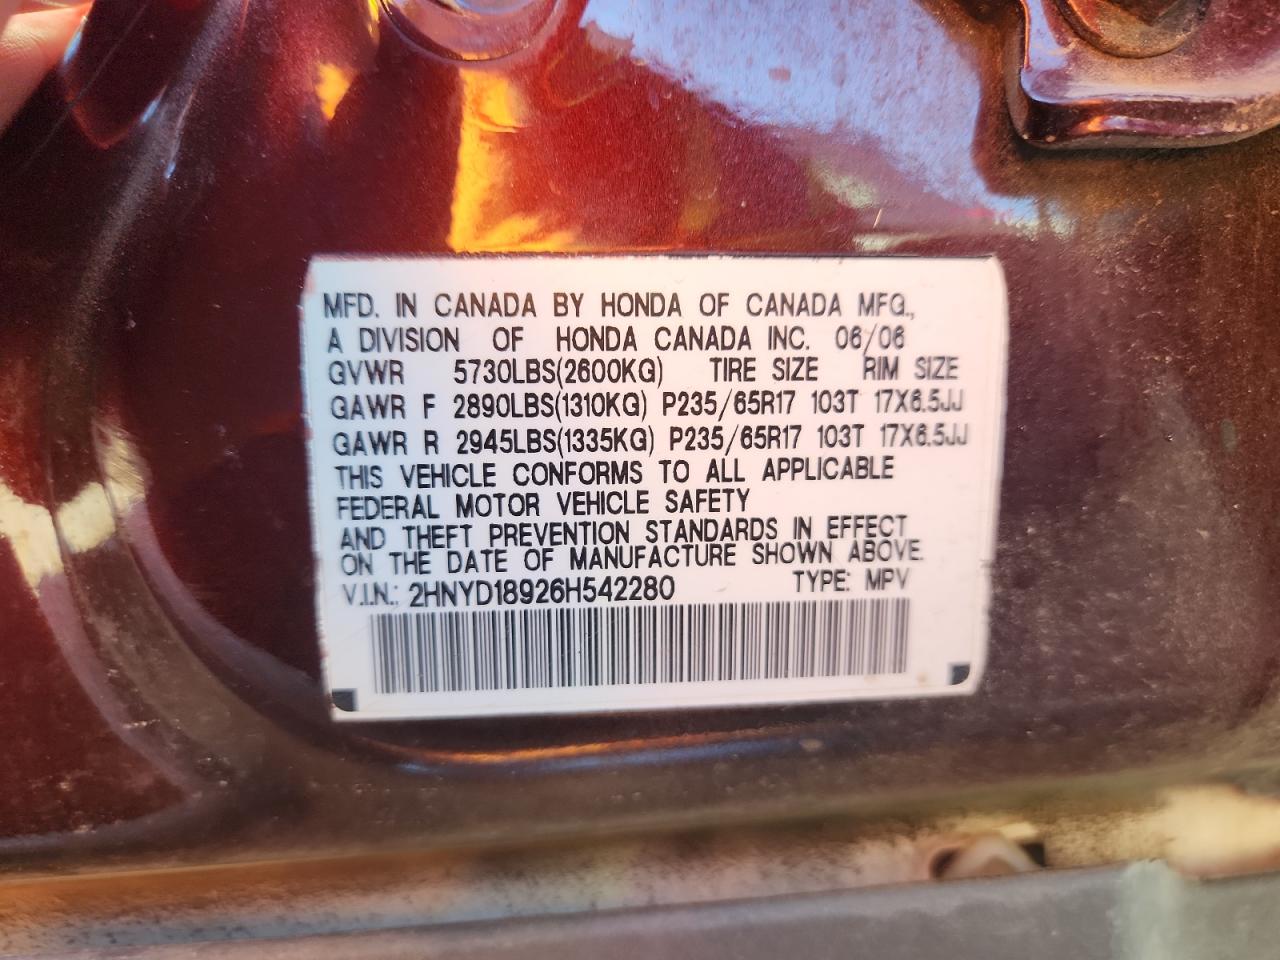 MFD. IN CANADA BY HONDA OF CANADA MFG.,
A DIVISION OF HONDA CANADA INC. 06/06
GVWR 5730LBS(2600KG) TIRE SIZE RIM SIZE
GAWR F 2890LBS(1310KG) P235/65R17 103T 17X6.5JJ
GAWR R 2945LBS(1335KG) P235/65R17 103T 17X6.5JJ
THIS VEHICLE CONFORMS TO ALL APPLICABLE
FEDERAL MOTOR VEHICLE SAFETY
AND THEFT PREVENTION STANDARDS IN EFFECT
ON THE DATE OF MANUFACTURE SHOWN ABOVE.
V.I.N.: 2HNYD18926H542280 TYPE: MPV